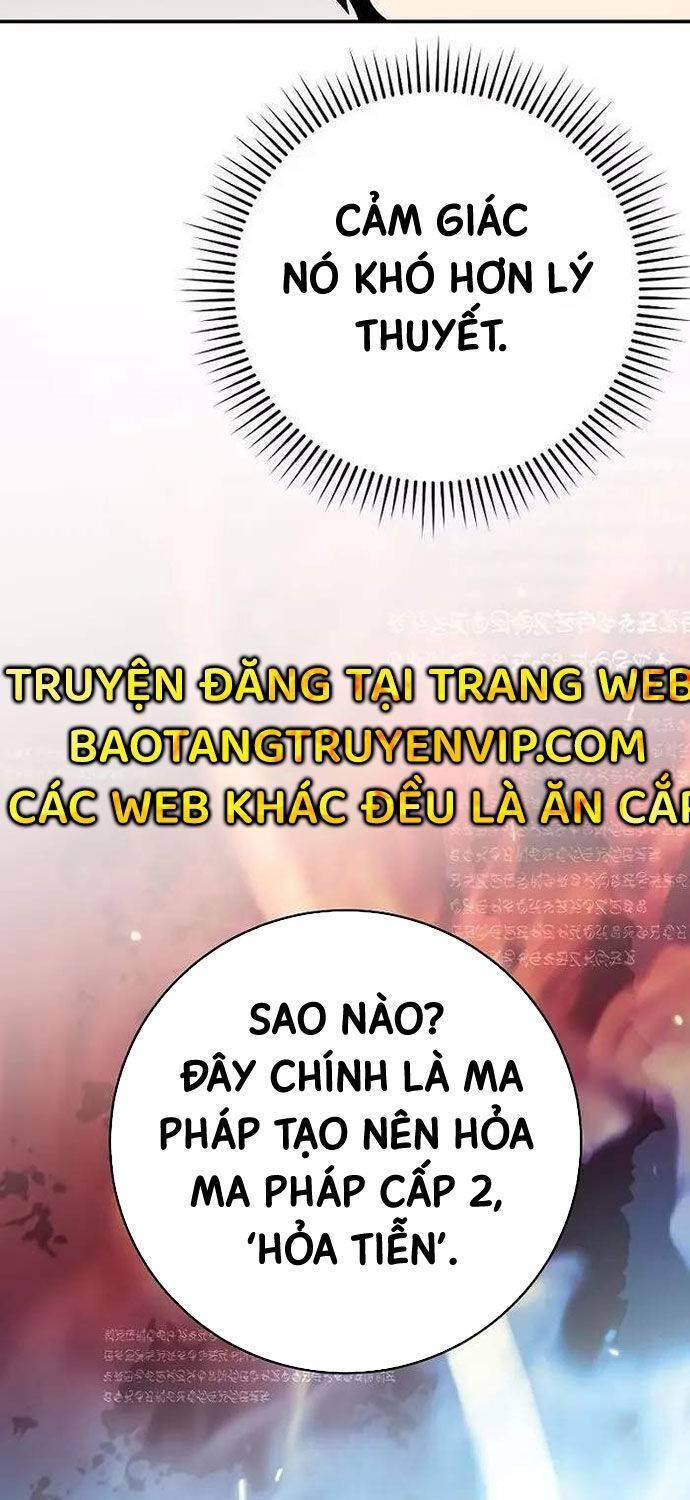 CẢM GIÁC
NÓ KHÓ HƠN LÝ
THUYẾT.
TRUYỆN ĐĂNG TẠI TRANG WEB
BAOTANGTRUYENVIP.COM
CÁC WEB KHÁC ĐỀU LÀ ĂN CẮP
SAO NÀO?
ĐÂY CHÍNH LÀ MA
PHÁP TẠO NÊN HỎA
MA PHÁP CẤP 2,
‘HỎA TIỄN’.